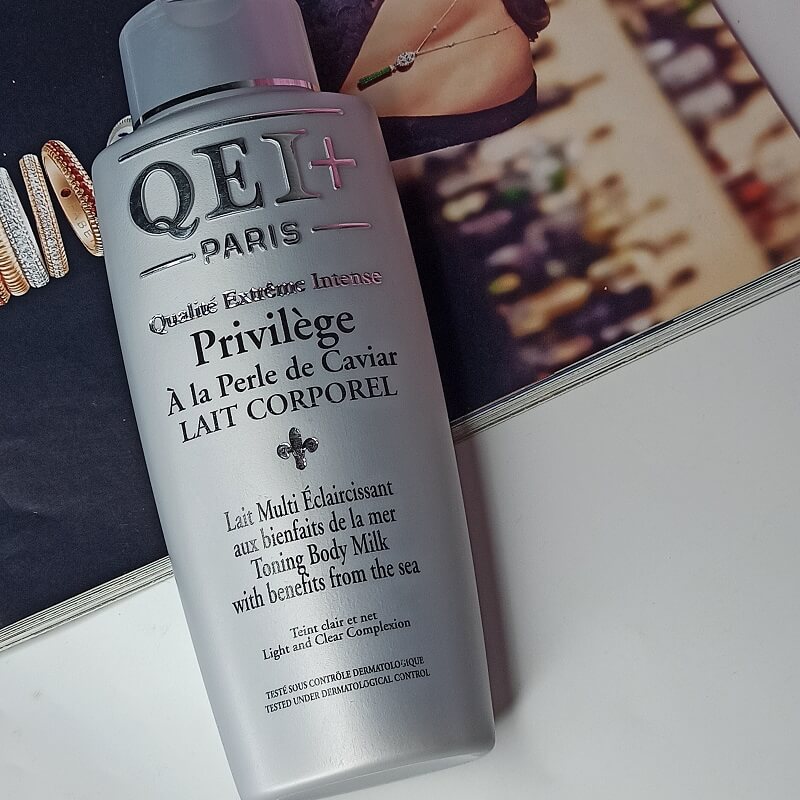 QEI+
PARIS
Qualité Extrême Intense
Privilège
À la Perle de Caviar
LAIT CORPOREL
Lait Multi Éclaircissant
aux bienfaits de la mer
Toning Body Milk
with benefits from the sea
Teint clair et net
Light and Clear Complexion
TESTÉ SOUS CONTRÔLE DERMATOLOGIQUE
TESTED UNDER DERMATOLOGICAL CONTROL